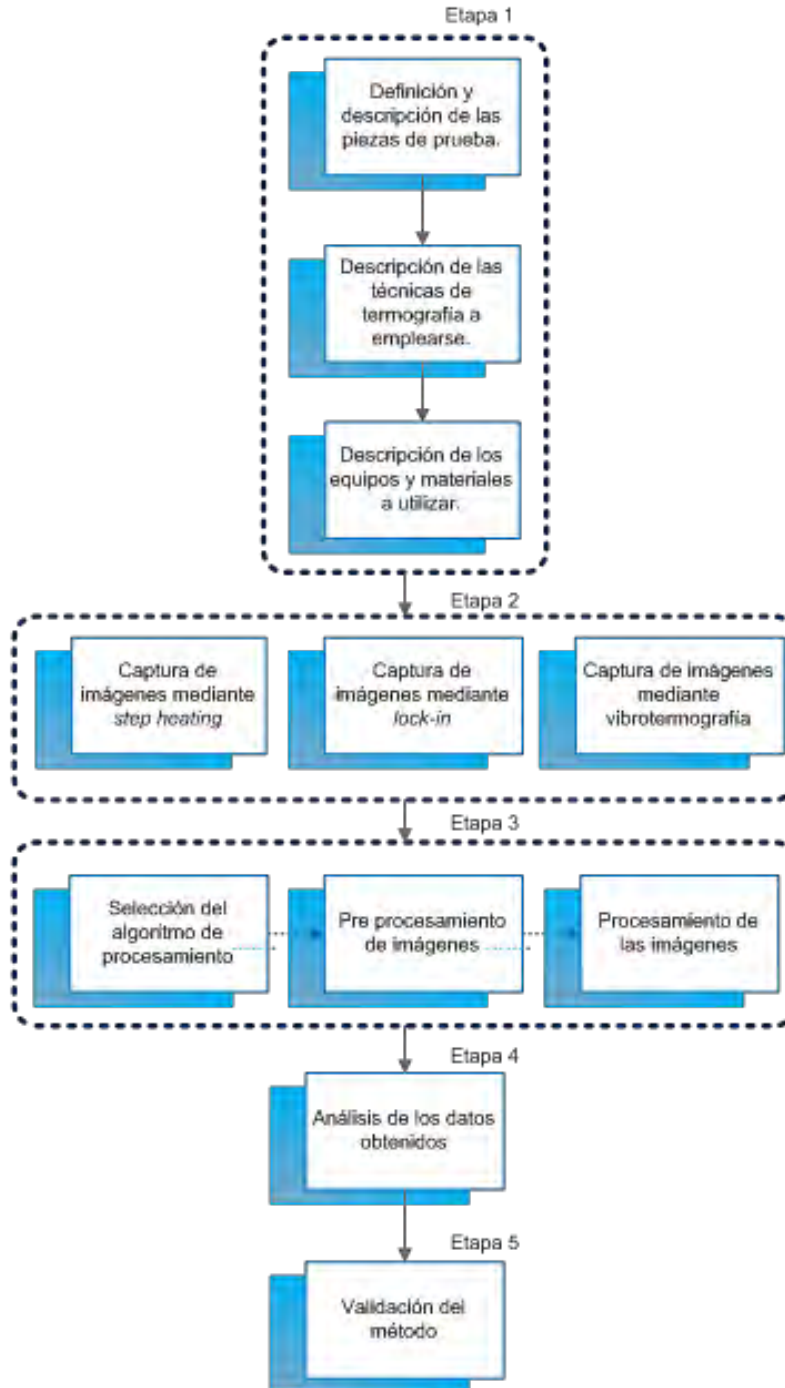 Etapa 1
Definición y
descripción de las
piezas de prueba.
Descripción de las
técnicas de
termografía a
emplearse.
Descripción de los
equipos y materiales
a utilizar.
Etapa 2
Captura de
imágenes mediante
step heating
Captura de
imágenes mediante
lock-in
Captura de imágenes
mediante
vibrotermografía
Etapa 3
Selección del
algoritmo de
procesamiento
Pre procesamiento
de imágenes
Procesamiento de
las imágenes
Etapa 4
Análisis de los datos
obtenidos
Etapa 5
Validación del
método